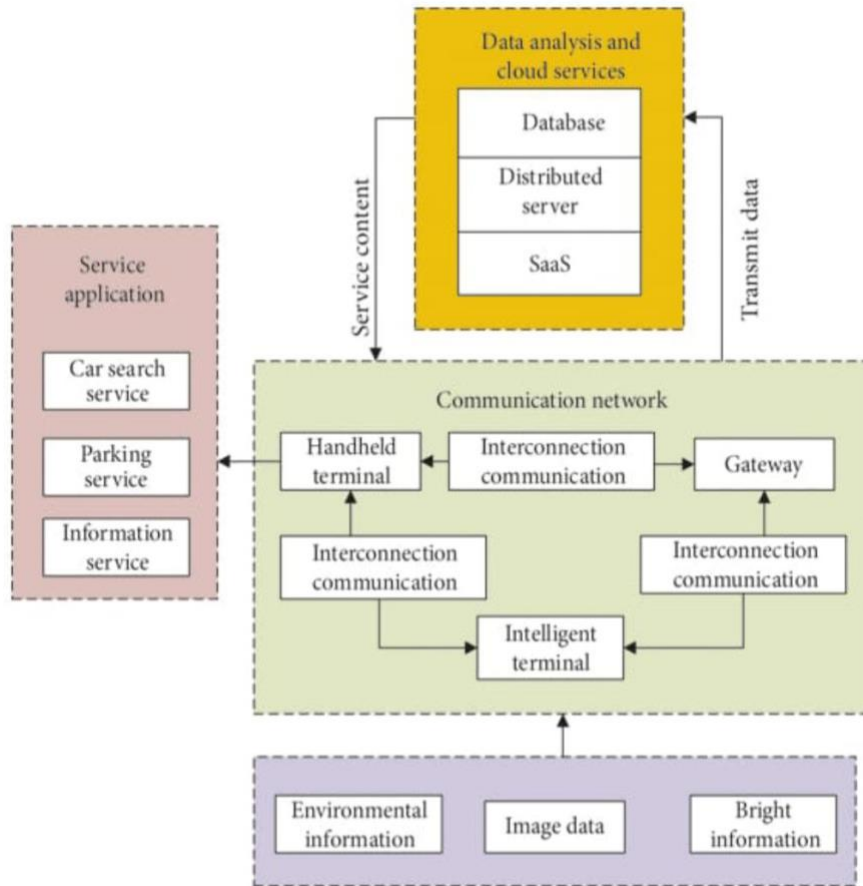 Data analysis and
cloud services
Database
Distributed
server
SaaS
Service content
Transmit data
Service
application
Car search
service
Parking
service
Information
service
Communication network
Handheld
terminal
Interconnection
communication
Gateway
Interconnection
communication
Interconnection
communication
Intelligent
terminal
Environmental
information
Image data
Bright
information